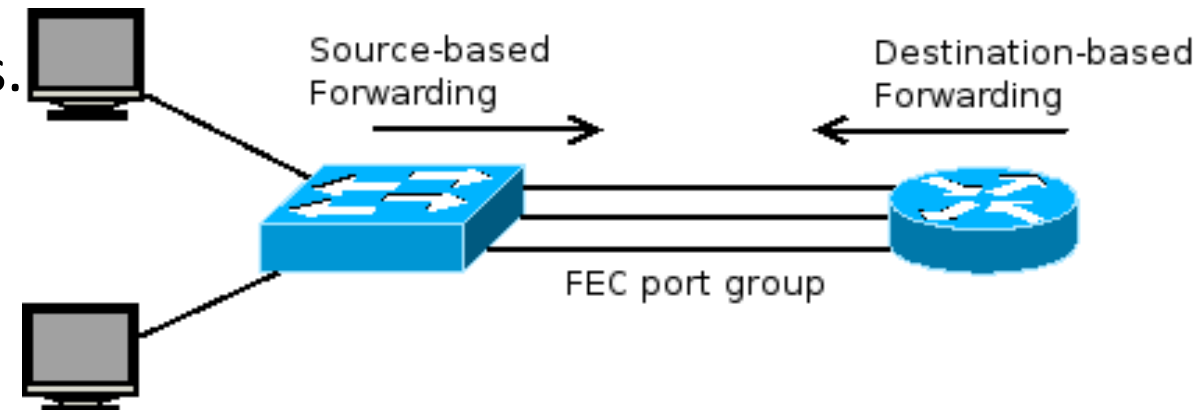 s.
Source-based
Forwarding
Destination-based
Forwarding
FEC port group